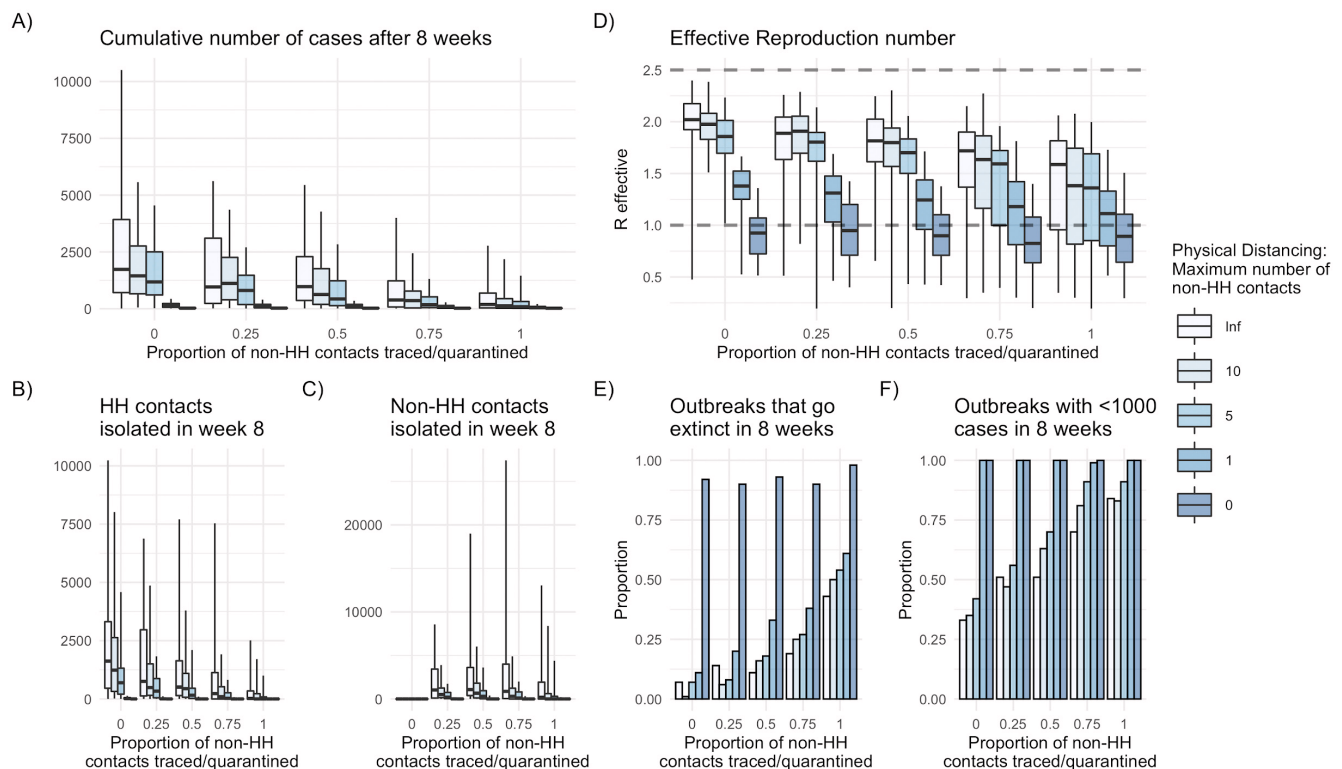 A)
Cumulative number of cases after 8 weeks
10000
7500
5000
2500
0
0 0.25 0.5 0.75 1
Proportion of non-HH contacts traced/quarantined
D)
Effective Reproduction number
R effective
2.5
2.0
1.5
1.0
0.5
0 0.25 0.5 0.75 1
Proportion of non-HH contacts traced/quarantined
Physical Distancing:
Maximum number of
non-HH contacts
Inf
10
5
1
0
B)
HH contacts
isolated in week 8
10000
7500
5000
2500
0
0 0.25 0.5 0.75 1
Proportion of non-HH
contacts traced/quarantined
C)
Non-HH contacts
isolated in week 8
20000
10000
0
0 0.25 0.5 0.75 1
Proportion of non-HH
contacts traced/quarantined
E)
Outbreaks that go
extinct in 8 weeks
Proportion
1.00
0.75
0.50
0.25
0.00
0 0.25 0.5 0.75 1
Proportion of non-HH
contacts traced/quarantined
F)
Outbreaks with <1000
cases in 8 weeks
Proportion
1.00
0.75
0.50
0.25
0.00
0 0.25 0.5 0.75 1
Proportion of non-HH
contacts traced/quarantined